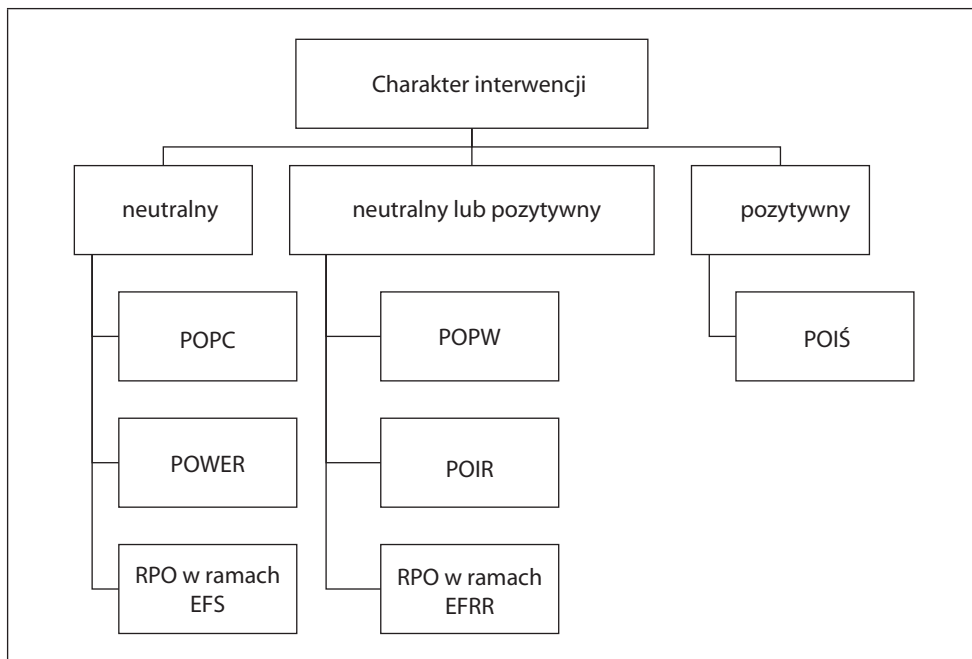 Charakter interwencji
neutralny
neutralny lub pozytywny
pozytywny
POPC
POPW
POIŚ
POWER
POIR
RPO w ramach
EFS
RPO w ramach
EFRR